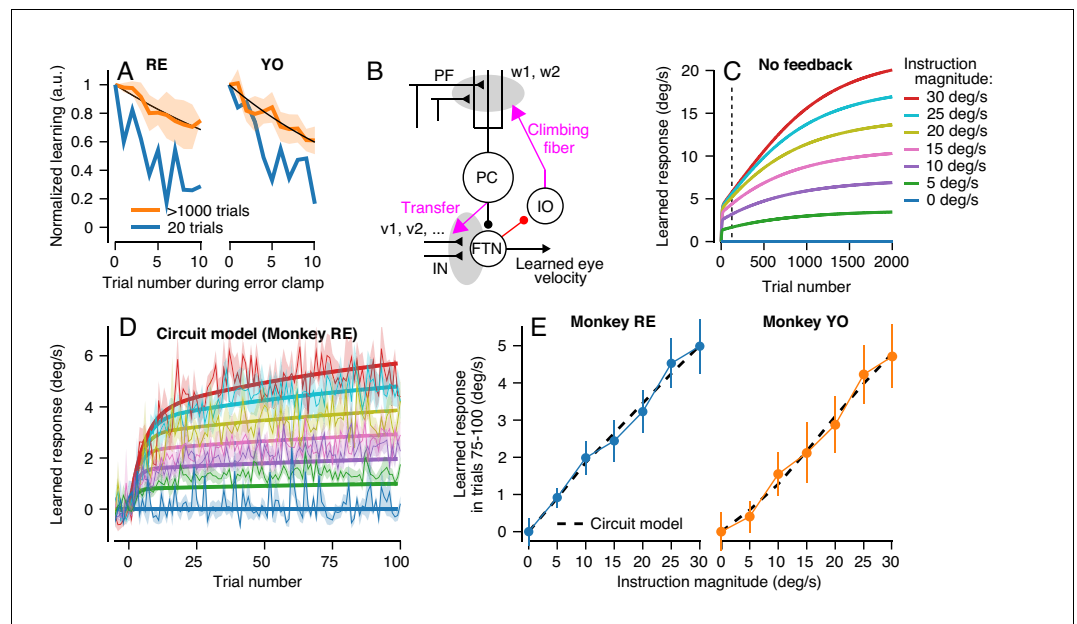 A
RE
YO
Normalized learning (a.u.)
1
0.8
0.6
0.4
0.2
0
>1000 trials
20 trials
0 5 10 0 5 10
Trial number during error clamp
B
PF
w1, w2
Climbing
fiber
PC
IO
Transfer
v1, v2, ...
FTN
IN
Learned eye
velocity
C
No feedback
Learned response (deg/s)
20
15
10
5
0
0 500 1000 1500 2000
Trial number
Instruction
magnitude:
30 deg/s
25 deg/s
20 deg/s
15 deg/s
10 deg/s
5 deg/s
0 deg/s
D
Circuit model (Monkey RE)
Learned response (deg/s)
6
4
2
0
0 25 50 75 100
Trial number
E
Monkey RE
Monkey YO
Learned response
in trials 75-100 (deg/s)
5
4
3
2
1
0
Circuit model
0 5 10 15 20 25 30 0 5 10 15 20 25 30
Instruction magnitude (deg/s)